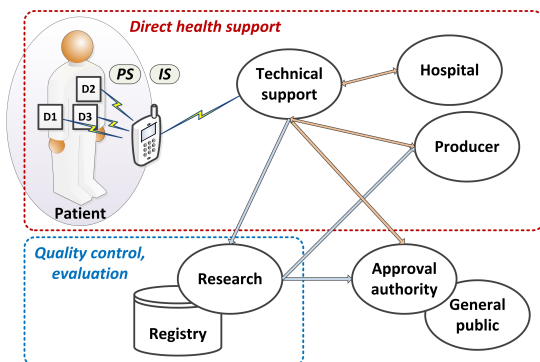 Direct health support
PS
IS
D2
D1
D3
Patient
Technical
support
Hospital
Producer
Quality control,
evaluation
Research
Registry
Approval
authority
General
public